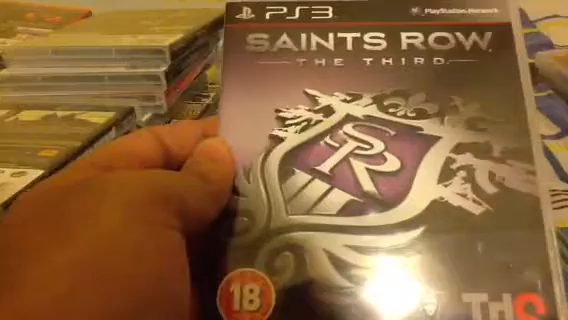 PS3
PlayStation Network
SAINTS ROW
THE THIRD
SR
18
THQ